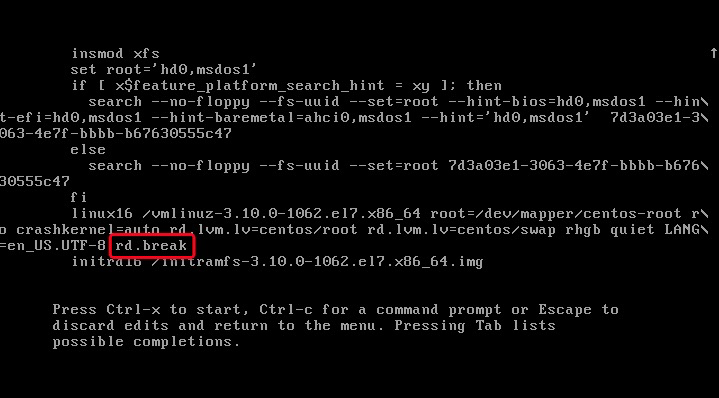 insmod xfs
set root='hd0,msdos1'
if [ x$feature_platform_search_hint = xy ]; then
search --no-floppy --fs-uuid --set=root --hint-bios=hd0,msdos1 --hin\
t-efi=hd0,msdos1 --hint-baremetal=ahci0,msdos1 --hint='hd0,msdos1'  7d3a03e1-3\
063-4e7f-bbbb-b67630555c47
else
search --no-floppy --fs-uuid --set=root 7d3a03e1-3063-4e7f-bbbb-b676\
30555c47
fi
linux16 /vmlinuz-3.10.0-1062.el7.x86_64 root=/dev/mapper/centos-root r\
o crashkernel=auto rd.lvm.lv=centos/root rd.lvm.lv=centos/swap rhgb quiet LANG\
=en_US.UTF-8 rd.break
initrd16 /initramfs-3.10.0-1062.el7.x86_64.img
Press Ctrl-x to start, Ctrl-c for a command prompt or Escape to
discard edits and return to the menu. Pressing Tab lists
possible completions.